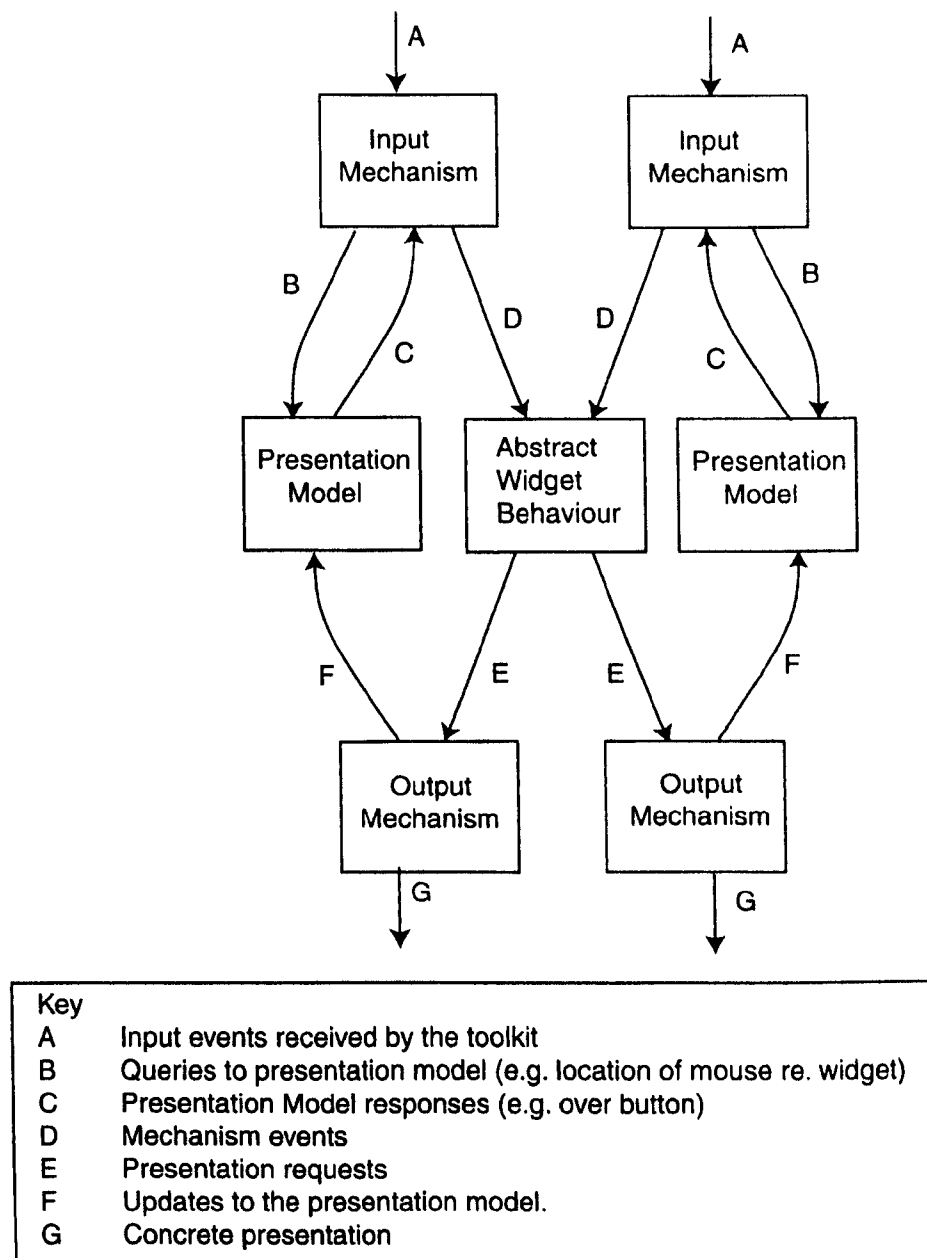 A
A
Input
Mechanism
Input
Mechanism
B
C
D
D
C
B
Presentation
Model
Abstract
Widget
Behaviour
Presentation
Model
F
E
E
F
Output
Mechanism
Output
Mechanism
G
G
Key
A Input events received by the toolkit
B Queries to presentation model (e.g. location of mouse re. widget)
C Presentation Model responses (e.g. over button)
D Mechanism events
E Presentation requests
F Updates to the presentation model.
G Concrete presentation